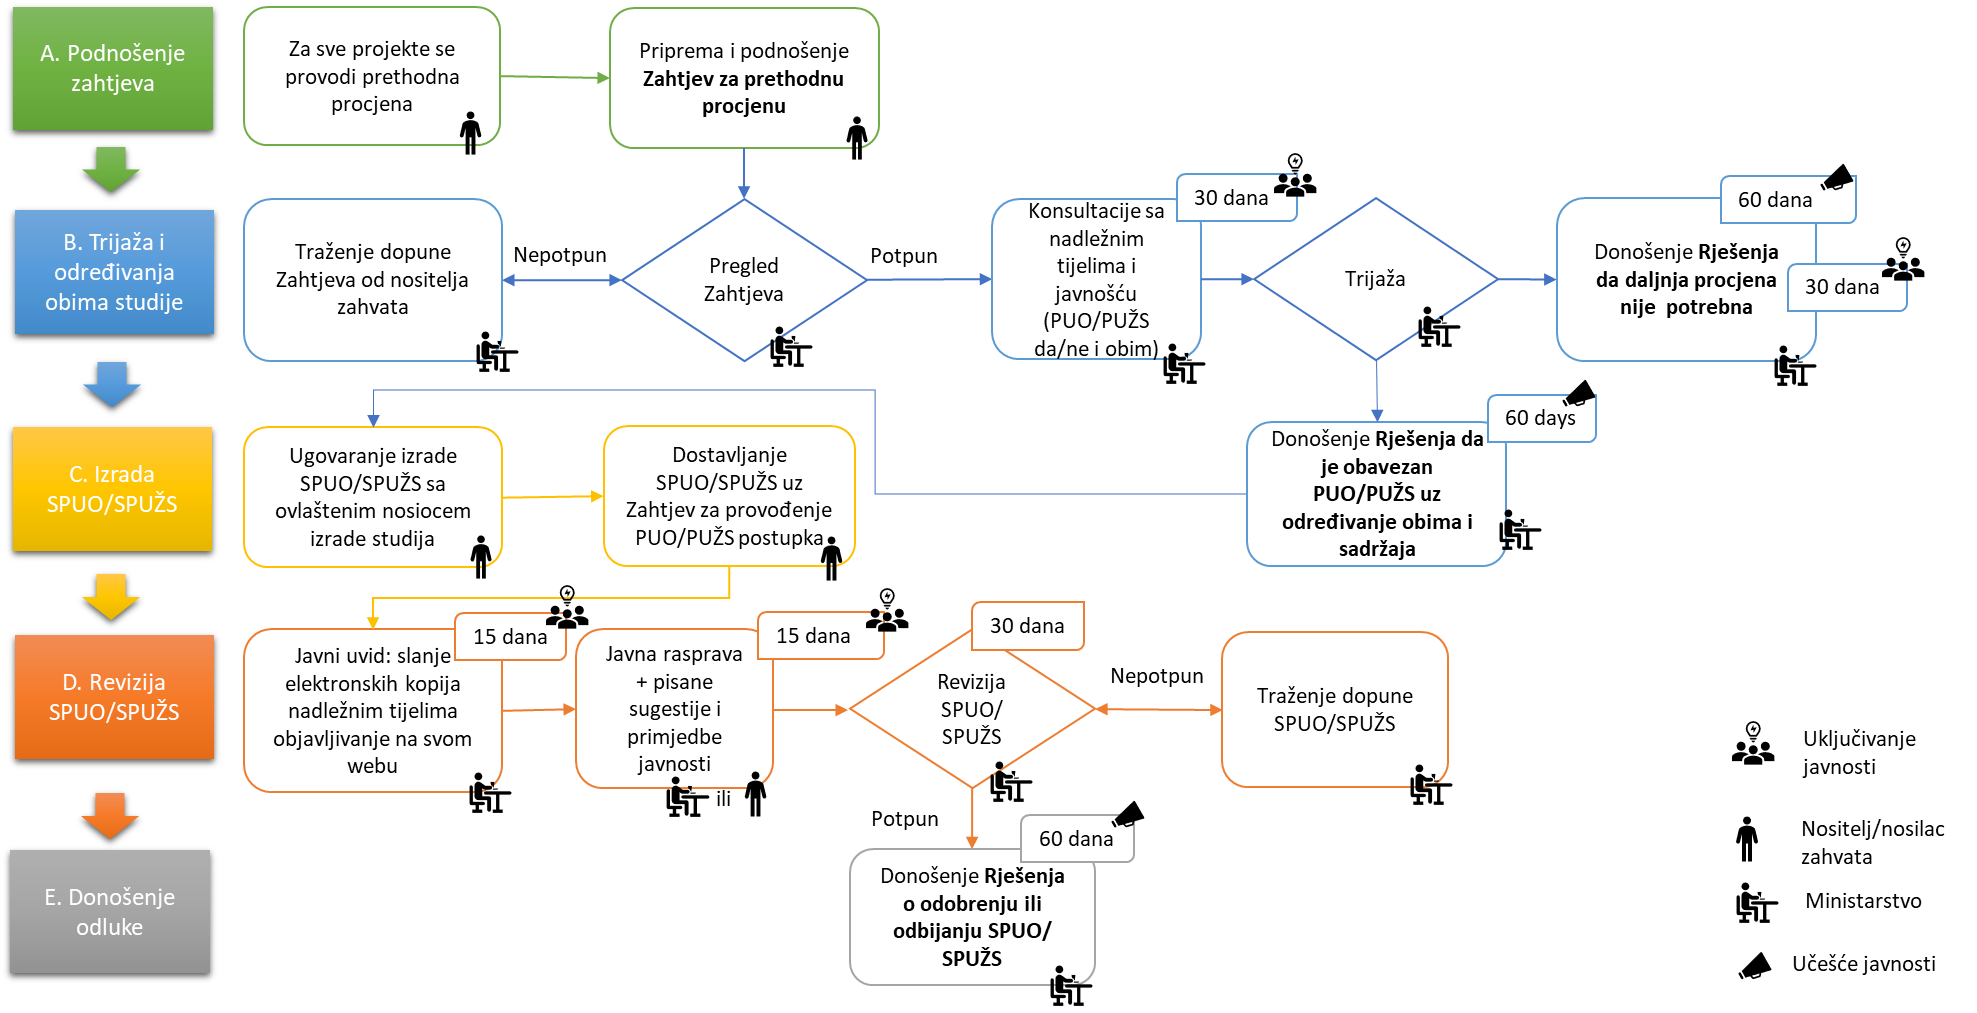 A. Podnošenje
zahtjeva
Za sve projekte se
provodi prethodna
procjena
Priprema i podnošenje
Zahtjev za prethodnu
procjenu
B. Trijaža i
određivanja
obima studije
Traženje dopune
Zahtjeva od nositelja
zahvata
Nepotpun
Pregled
Zahtjeva
Potpun
30 dana
Konsultacije sa
nadležnim
tijelima i
javnošću
(PUO/PUŽS
da/ne i obim)
Trijaža
60 dana
Donošenje Rješenja
da daljnja procjena
nije potrebna
30 dana
C. Izrada
SPUO/SPUŽS
Ugovaranje izrade
SPUO/SPUŽS sa
ovlaštenim nosiocem
izrade studija
Dostavljanje
SPUO/SPUŽS uz
Zahtjev za provođenje
PUO/PUŽS postupka
60 days
Donošenje Rješenja da
je obavezan
PUO/PUŽS uz
određivanje obima i
sadržaja
D. Revizija
SPUO/SPUŽS
15 dana
Javni uvid: slanje
elektronskih kopija
nadležnim tijelima
objavljivanje na svom
webu
15 dana
Javna rasprava
+ pisane
sugestije i
primjedbe
javnosti
ili
30 dana
Revizija
SPUO/
SPUŽS
Nepotpun
Traženje dopune
SPUO/SPUŽS
Potpun
E. Donošenje
odluke
60 dana
Donošenje Rješenja
o odobrenju ili
odbijanju SPUO/
SPUŽS
Uključivanje
javnosti
Nositelj/nosilac
zahvata
Ministarstvo
Učešće javnosti